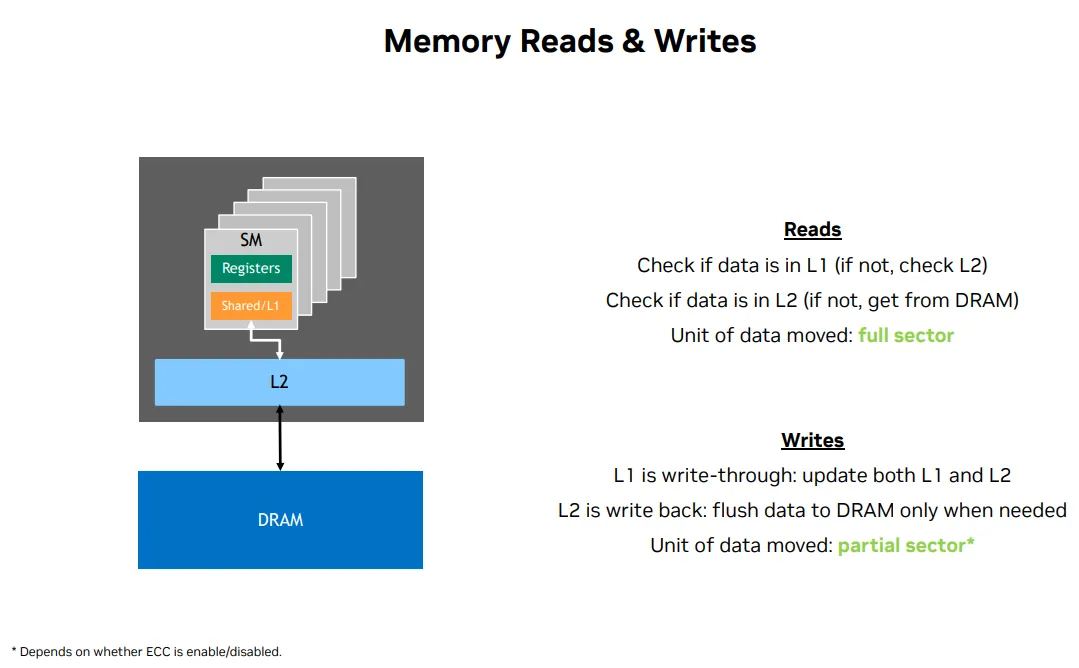 Memory Reads & Writes
SM
Registers
Shared/L1
L2
DRAM
Reads
Check if data is in L1 (if not, check L2)
Check if data is in L2 (if not, get from DRAM)
Unit of data moved: full sector
Writes
L1 is write-through: update both L1 and L2
L2 is write back: flush data to DRAM only when needed
Unit of data moved: partial sector*
* Depends on whether ECC is enable/disabled.